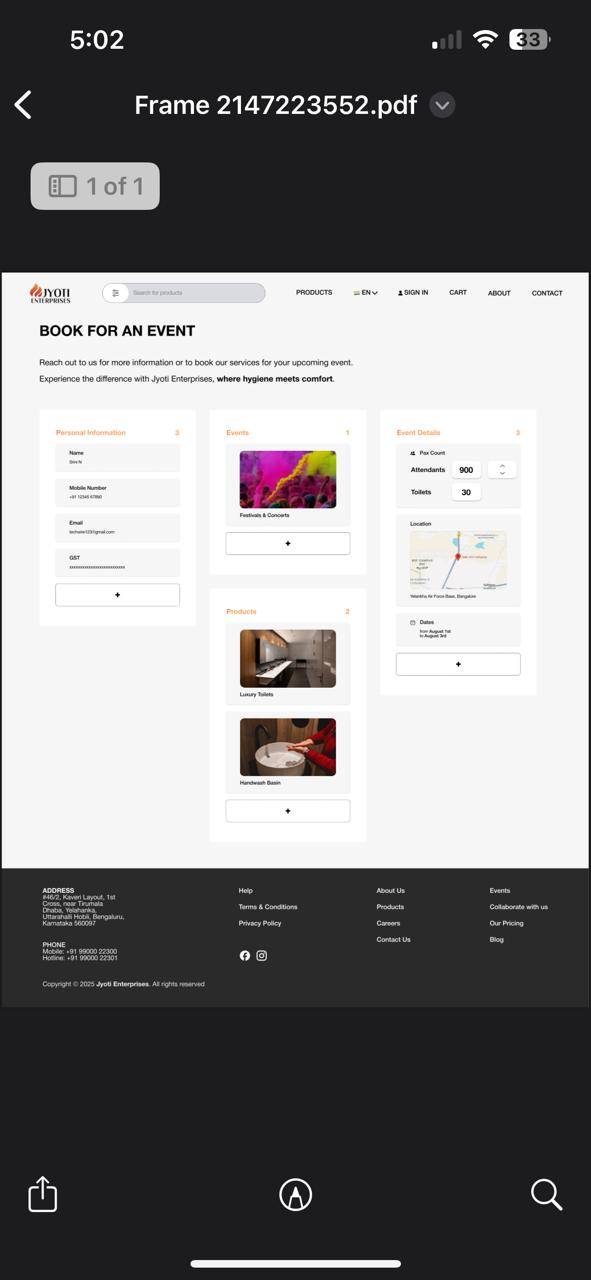 5:02
33
Frame 2147223552.pdf
1 of 1
JYOTI
ENTERPRISES
Search for products
PRODUCTS
EN
SIGN IN
CART
ABOUT
CONTACT
BOOK FOR AN EVENT
Reach out to us for more information or to book our services for your upcoming event.
Experience the difference with Jyoti Enterprises, where hygiene meets comfort.
Personal Information 3
Name
Srini N
Mobile Number
+91 12345 67890
Email
techwire123@gmail.com
GST
+
Events 1
Festivals & Concerts
+
Products 2
Luxury Toilets
Handwash Basin
+
Event Details 3
Pax Count
Attendants 900
Toilets 30
Location
Yelahkha Air Force Base, Bangalore
Dates
from August 1st
to August 3rd
+
ADDRESS
#46/2, Kaveri Layout, 1st
Cross, near Tirumala
Dhaba, Yelahanka,
Uttarahalli Hobli, Bengaluru,
Karnataka 560097
PHONE
Mobile: +91 99000 22300
Hotline: +91 99000 22301
Copyright © 2025 Jyoti Enterprises. All rights reserved
Help
Terms & Conditions
Privacy Policy
About Us
Products
Careers
Contact Us
Events
Collaborate with us
Our Pricing
Blog